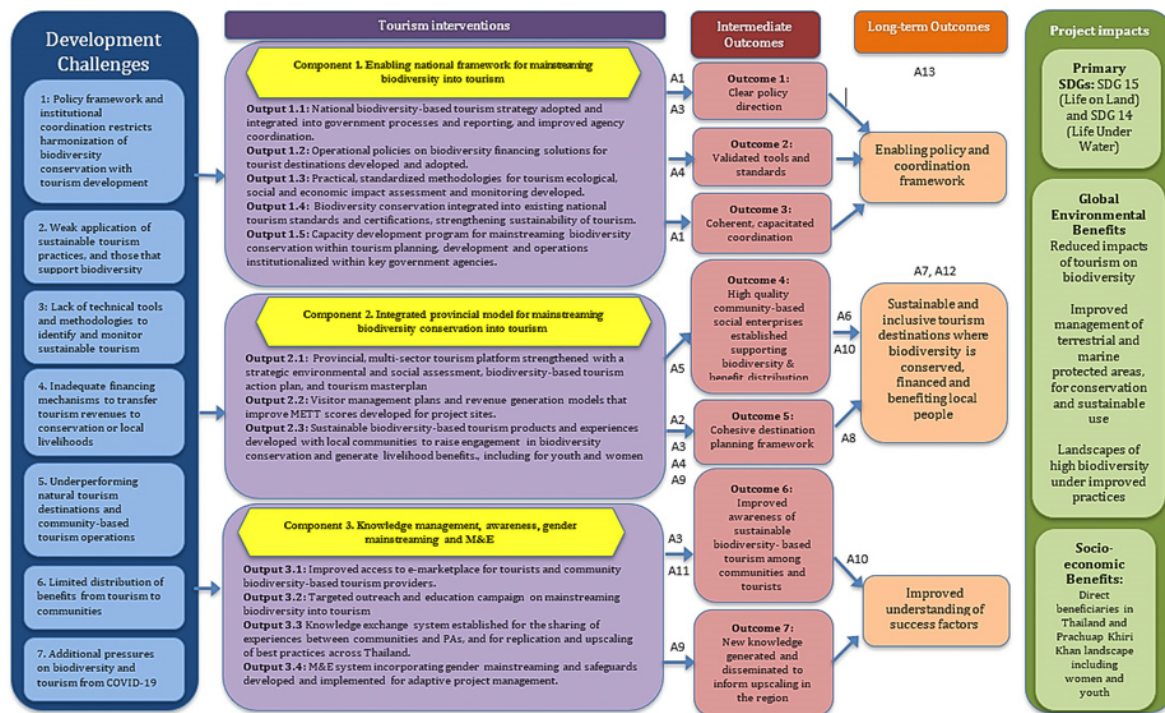 Development
Challenges
1: Policy framework and
institutional
coordination restricts
harmonization of
biodiversity
conservation with
tourism development
2. Weak application of
sustainable tourism
practices, and those that
support biodiversity
3: Lack of technical tools
and methodologies to
identify and monitor
sustainable tourism
4. Inadequate financing
mechanisms to transfer
tourism revenues to
conservation or local
livelihoods
5. Underperforming
natural tourism
destinations and
community-based
tourism operations
6. Limited distribution of
benefits from tourism to
communities
7. Additional pressures
on biodiversity and
tourism from COVID-19
Tourism interventions
Component 1. Enabling national framework for mainstreaming
biodiversity into tourism
Output 1.1: National biodiversity-based tourism strategy adopted and
integrated into government processes and reporting, and improved agency
coordination.
Output 1.2: Operational policies on biodiversity financing solutions for
tourist destinations developed and adopted.
Output 1.3: Practical, standardized methodologies for tourism ecological,
social and economic impact assessment and monitoring developed.
Output 1.4: Biodiversity conservation integrated into existing national
tourism standards and certifications, strengthening sustainability of tourism.
Output 1.5: Capacity development program for mainstreaming biodiversity
conservation within tourism planning, development and operations
institutionalized within key government agencies.
Component 2. Integrated provincial model for mainstreaming
biodiversity conservation into tourism
Output 2.1: Provincial, multi-sector tourism platform strengthened with a
strategic environmental and social assessment, biodiversity-based tourism
action plan, and tourism masterplan
Output 2.2: Visitor management plans and revenue generation models that
improve METT scores developed for project sites.
Output 2.3: Sustainable biodiversity-based tourism products and experiences
developed with local communities to raise engagement in biodiversity
conservation and generate livelihood benefits., including for youth and women
Component 3. Knowledge management, awareness, gender
mainstreaming and M&E
Output 3.1: Improved access to e-marketplace for tourists and community
biodiversity-based tourism providers.
Output 3.2: Targeted outreach and education campaign on mainstreaming
biodiversity into tourism
Output 3.3 Knowledge exchange system established for the sharing of
experiences between communities and PAs, and for replication and upscaling
of best practices across Thailand.
Output 3.4: M&E system incorporating gender mainstreaming and safeguards
developed and implemented for adaptive project management.
A1
A3
A4
A1
A5
A2
A3
A4
A9
A3
A11
A9
Intermediate
Outcomes
Outcome 1:
Clear policy
direction
Outcome 2:
Validated tools and
standards
Outcome 3:
Coherent, capacitated
coordination
Outcome 4:
High quality
community-based
social enterprises
established
supporting
biodiversity &
benefit distribution
Outcome 5:
Cohesive destination
planning framework
Outcome 6:
Improved
awareness of
sustainable
biodiversity- based
tourism among
communities and
tourists
Outcome 7:
New knowledge
generated and
disseminated to
inform upscaling in
the region
A6
A10
A8
A10
Long-term Outcomes
A13
Enabling policy and
coordination
framework
A7, A12
Sustainable and
inclusive tourism
destinations where
biodiversity is
conserved,
financed and
benefiting local
people
Improved
understanding of
success factors
Project impacts
Primary
SDGs: SDG 15
(Life on Land)
and SDG 14
(Life Under
Water)
Global
Environmental
Benefits
Reduced impacts
of tourism on
biodiversity
Improved
management of
terrestrial and
marine
protected areas,
for conservation
and sustainable
use
Landscapes of
high biodiversity
under improved
practices
Socio-
economic
Benefits:
Direct
beneficiaries in
Thailand and
Prachuap Khiri
Khan landscape
including
women and
youth